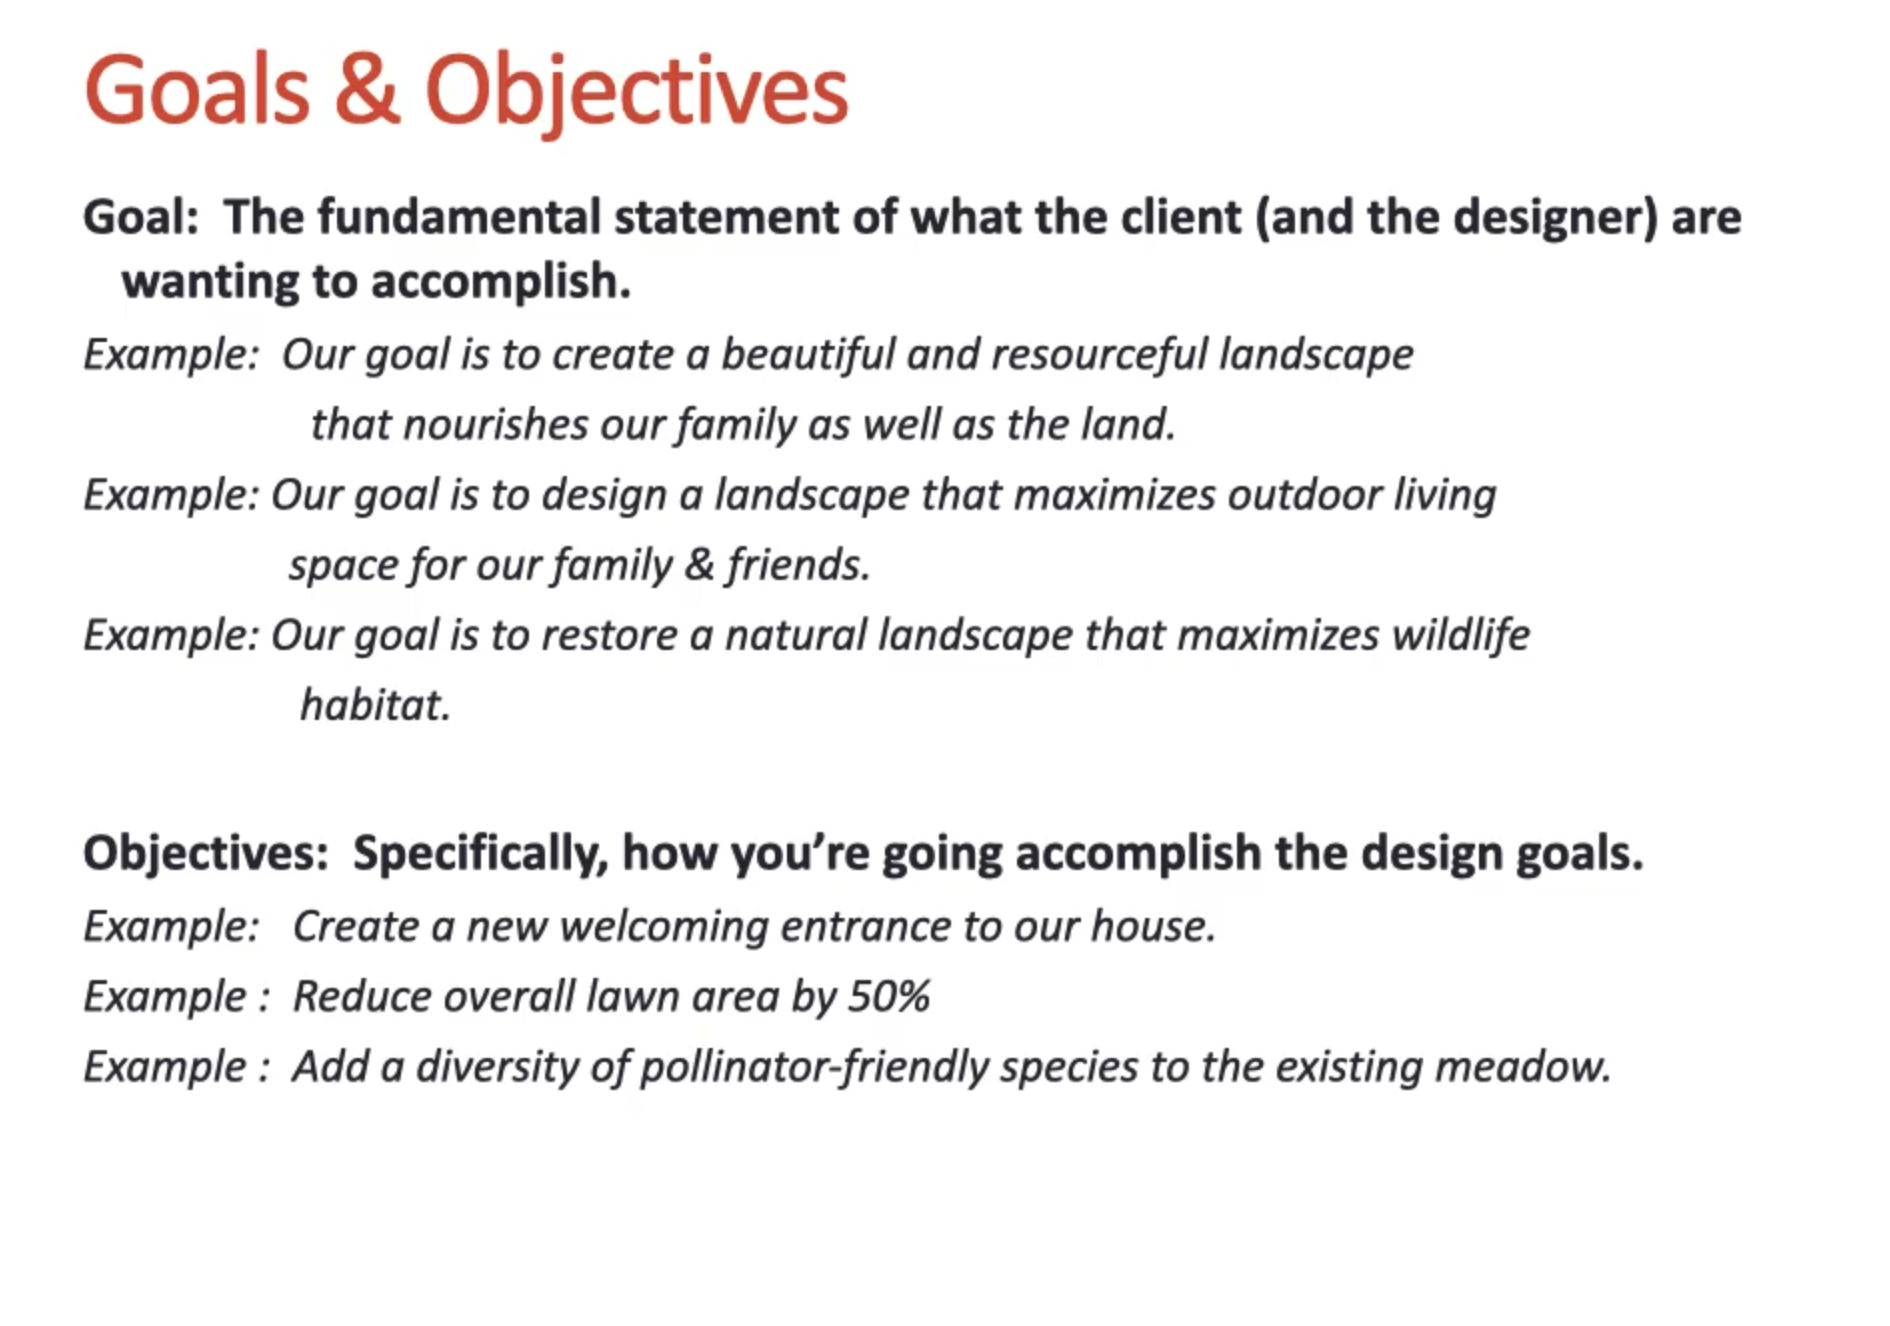 Goals & Objectives
Goal:  The fundamental statement of what the client (and the designer) are
wanting to accomplish.
Example:  Our goal is to create a beautiful and resourceful landscape
that nourishes our family as well as the land.
Example: Our goal is to design a landscape that maximizes outdoor living
space for our family & friends.
Example: Our goal is to restore a natural landscape that maximizes wildlife
habitat.
Objectives:  Specifically, how you’re going accomplish the design goals.
Example:   Create a new welcoming entrance to our house.
Example :  Reduce overall lawn area by 50%
Example :  Add a diversity of pollinator-friendly species to the existing meadow.